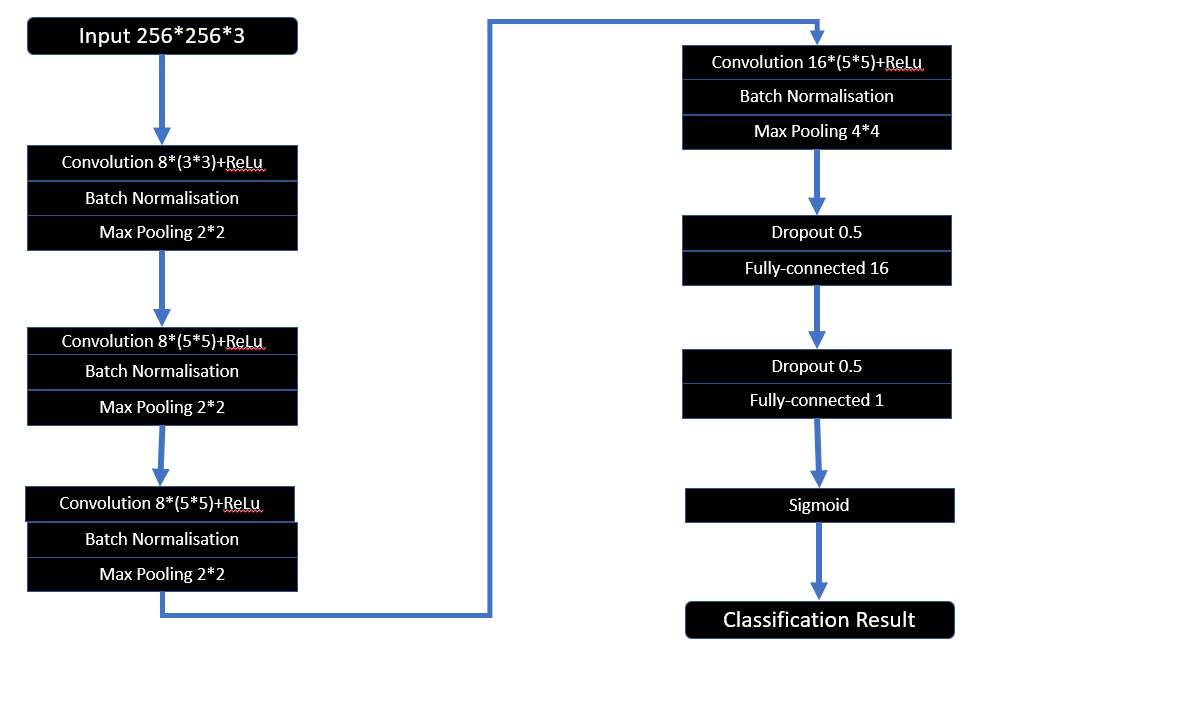 Input 256*256*3
Convolution 8*(3*3)+ReLu
Batch Normalisation
Max Pooling 2*2
Convolution 8*(5*5)+ReLu
Batch Normalisation
Max Pooling 2*2
Convolution 8*(5*5)+ReLu
Batch Normalisation
Max Pooling 2*2
Convolution 16*(5*5)+ReLu
Batch Normalisation
Max Pooling 4*4
Dropout 0.5
Fully-connected 16
Dropout 0.5
Fully-connected 1
Sigmoid
Classification Result